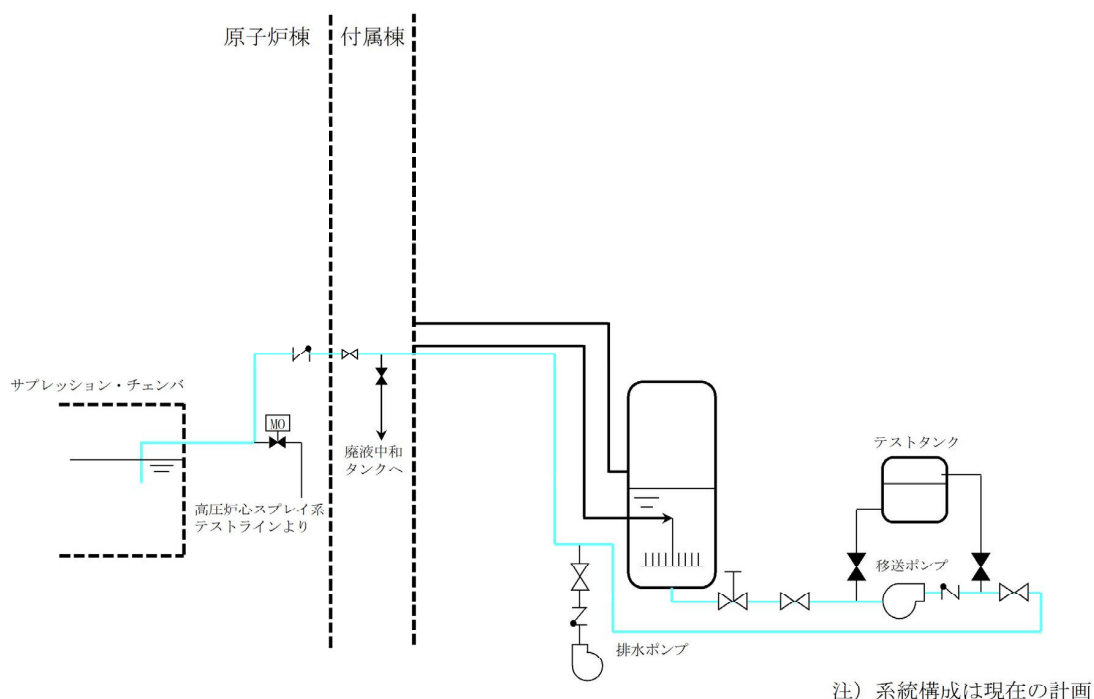 原子炉棟
付属棟
サプレッション・チェンバ
MO
高圧炉心スプレイ系
テストラインより
廃液中和
タンクへ
テストタンク
移送ポンプ
排水ポンプ
注）系統構成は現在の計画